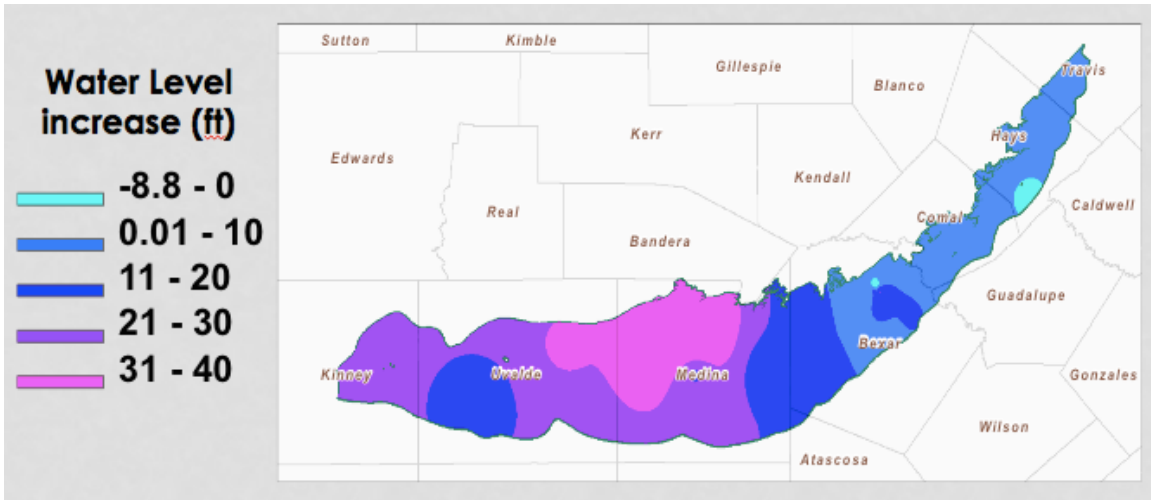 Water Level
increase (ft)
-8.8 - 0
0.01 - 10
11 - 20
21 - 30
31 - 40
Sutton
Kimble
Gillespie
Blanco
Travis
Hays
Edwards
Kerr
Kendall
Caldwell
Real
Comal
Bandera
Guadalupe
Bexar
Kinney
Uvalde
Medina
Gonzales
Wilson
Atascosa